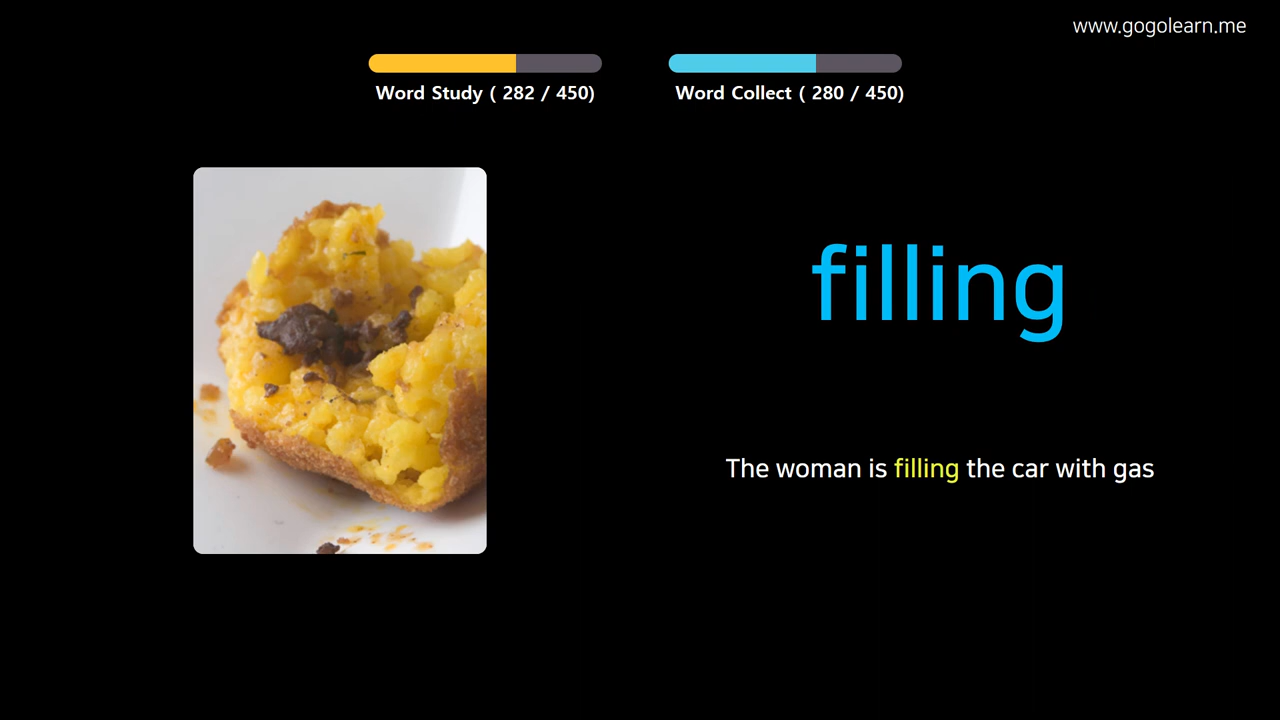 www.gogolearn.me
Word Study ( 282 / 450)
Word Collect ( 280 / 450)
filling
The woman is filling the car with gas